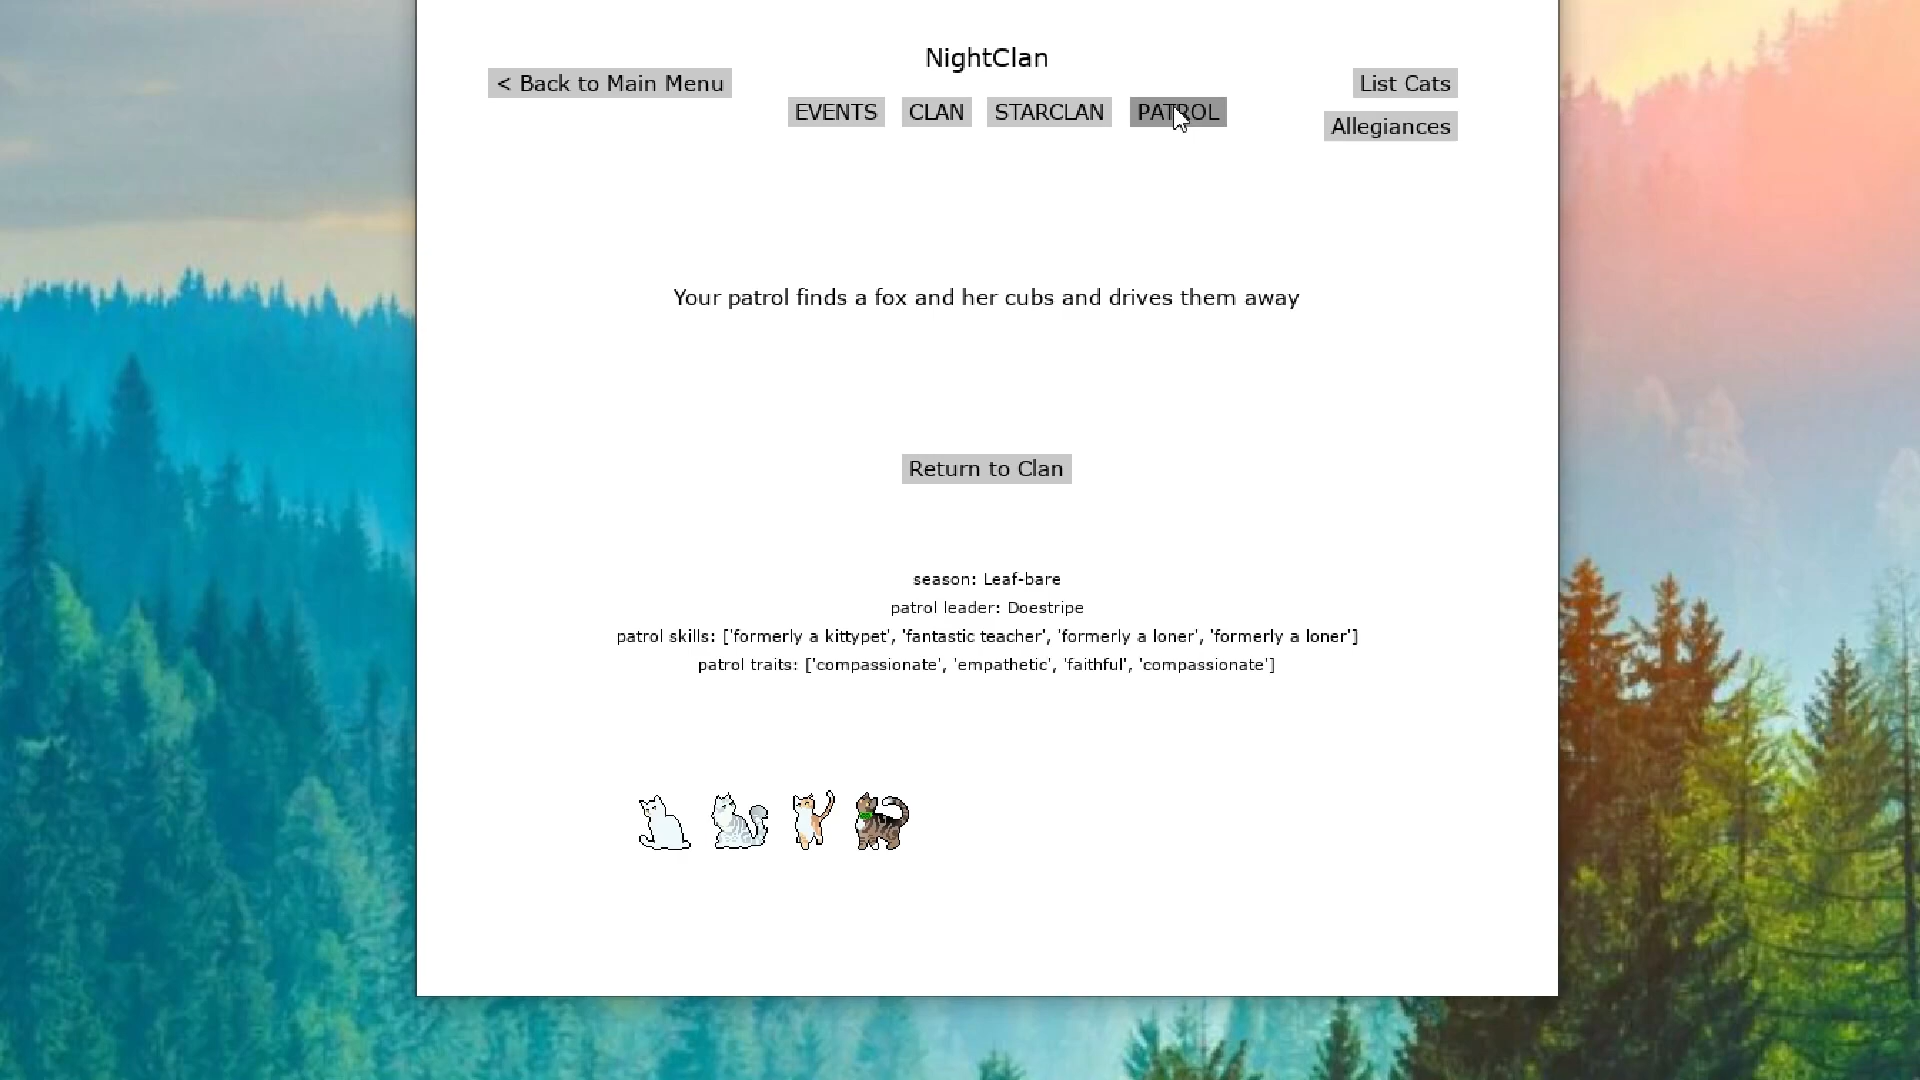 NightClan
< Back to Main Menu
List Cats
EVENTS CLAN STARCLAN PATROL
Allegiances
Your patrol finds a fox and her cubs and drives them away
Return to Clan
season: Leaf-bare
patrol leader: Doestripe
patrol skills: ['formerly a kittypet', 'fantastic teacher', 'formerly a loner', 'formerly a loner']
patrol traits: ['compassionate', 'empathetic', 'faithful', 'compassionate']